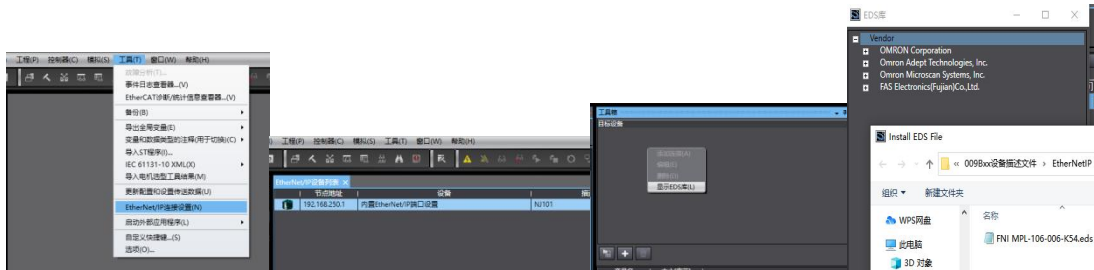 工程(P) 控制器(C) 模拟(S) 工具(T) 窗口(W) 帮助(H)
故障分析(T)...
事件日志查看器...(V)
EtherCAT诊断/统计信息查看器...(V)
备份(B)
导出全局变量(E)
变量和数据类型的注释(用于切换)(C)
导入ST程序(I)...
IEC 61131-10 XML(X)
导入电机选型工具结果(M)
更新配置和设置传送数据(U)
EtherNet/IP连接设置(N)
启动外部应用程序(L)
自定义快捷键...(S)
选项(O)...
工程(P) 控制器(C) 模拟(S) 工具(T) 窗口(W) 帮助(H)
EtherNet/IP设备列表
节点地址 设备
192.168.250.1 内置EtherNet/IP端口设置 NJ101
工具箱
目标设备
编辑(E)
显示EDS库(L)
EDS库
Vendor
OMRON Corporation
Omron Adept Technologies, Inc.
Omron Microscan Systems, Inc.
FAS Electronics(Fujian)Co.,Ltd.
Install EDS File
« 009Bxx设备描述文件 › EtherNetIP
组织 新建文件夹
WPS网盘
此电脑
3D 对象
名称
FNI MPL-106-006-K54.eds